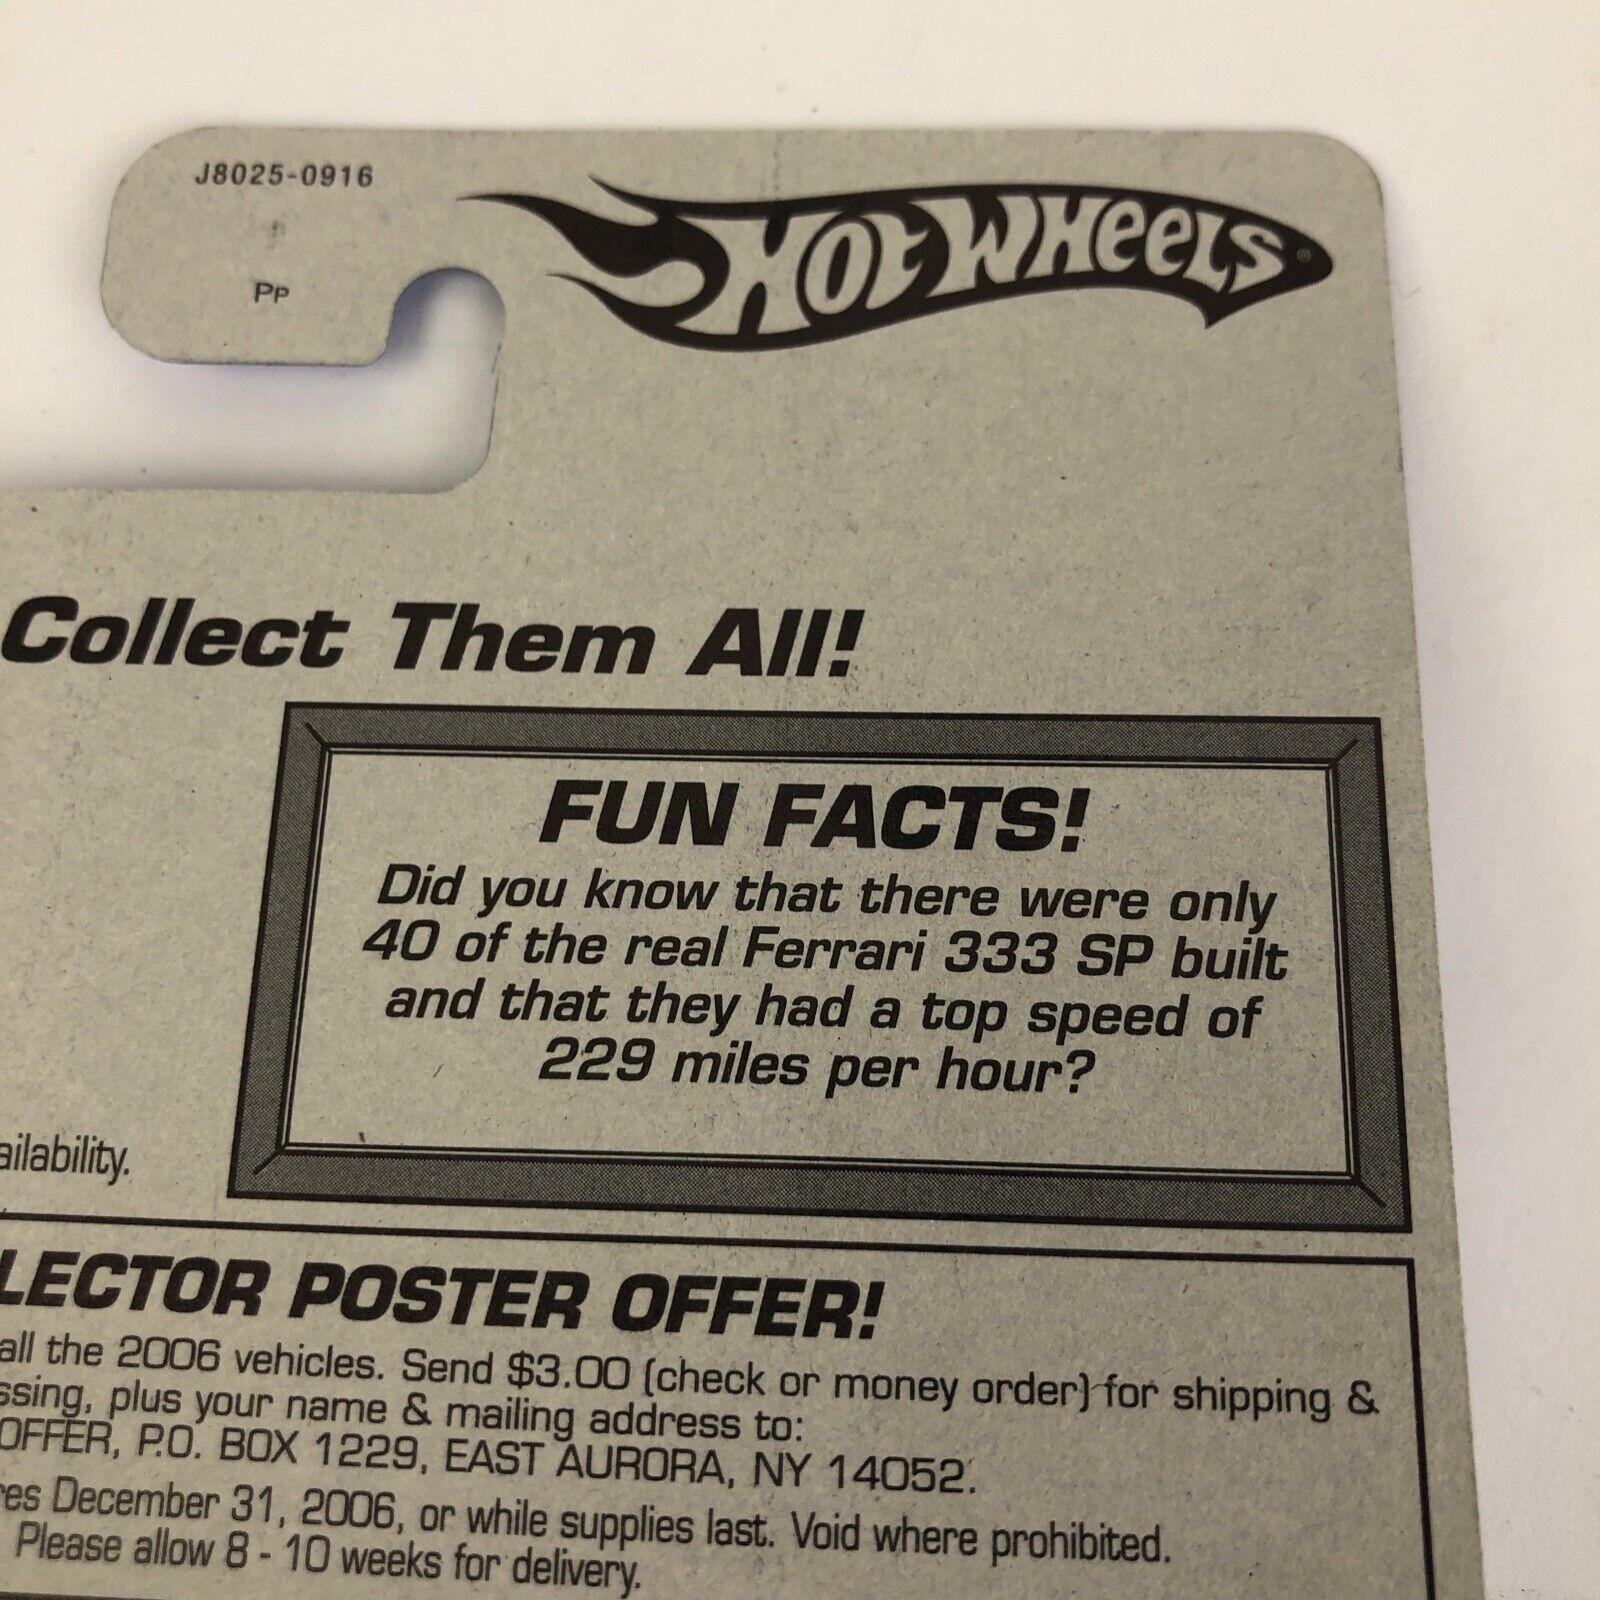 J8025-0916
PP
HOT WHEELS
Collect Them All!
FUN FACTS!
Did you know that there were only
40 of the real Ferrari 333 SP built
and that they had a top speed of
229 miles per hour?
ailability.
LECTOR POSTER OFFER!
all the 2006 vehicles. Send $3.00 (check or money order) for shipping &
ssing, plus your name & mailing address to:
OFFER, P.O. BOX 1229, EAST AURORA, NY 14052.
res December 31, 2006, or while supplies last. Void where prohibited.
Please allow 8 - 10 weeks for delivery.